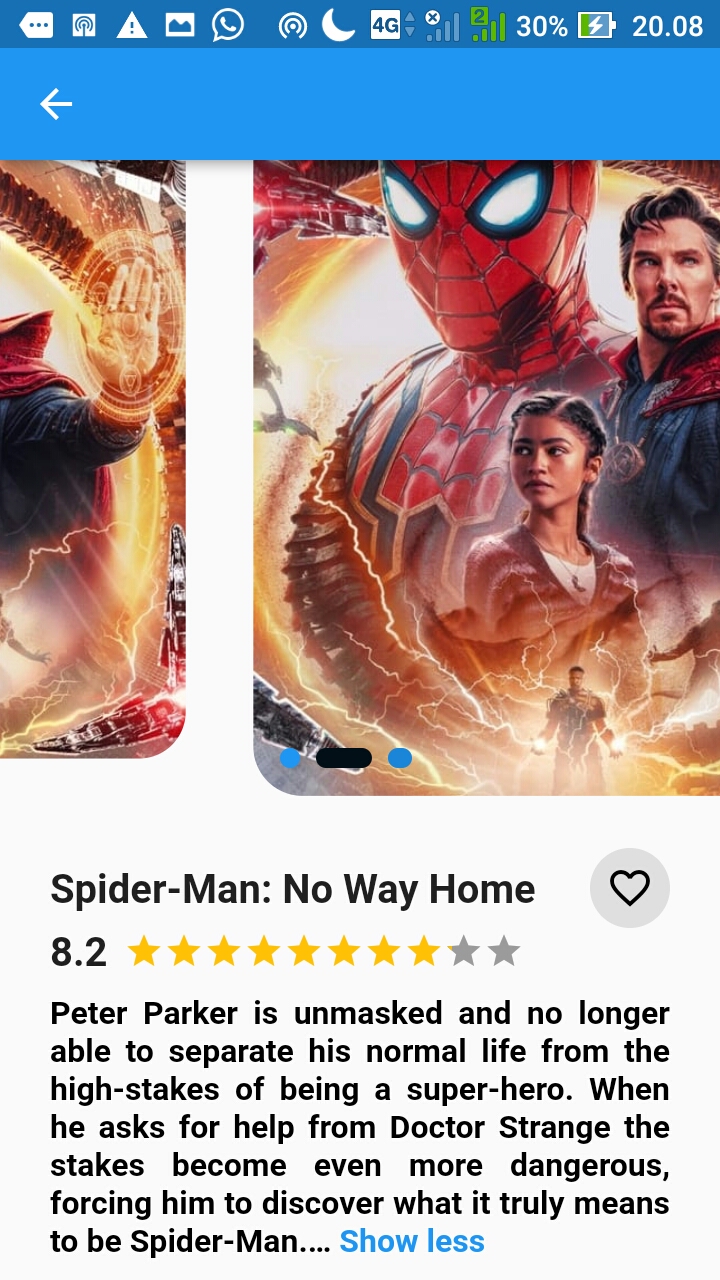 4G 2 30% 20.08
Spider-Man: No Way Home
8.2
Peter Parker is unmasked and no longer
able to separate his normal life from the
high-stakes of being a super-hero. When
he asks for help from Doctor Strange the
stakes become even more dangerous,
forcing him to discover what it truly means
to be Spider-Man.... Show less